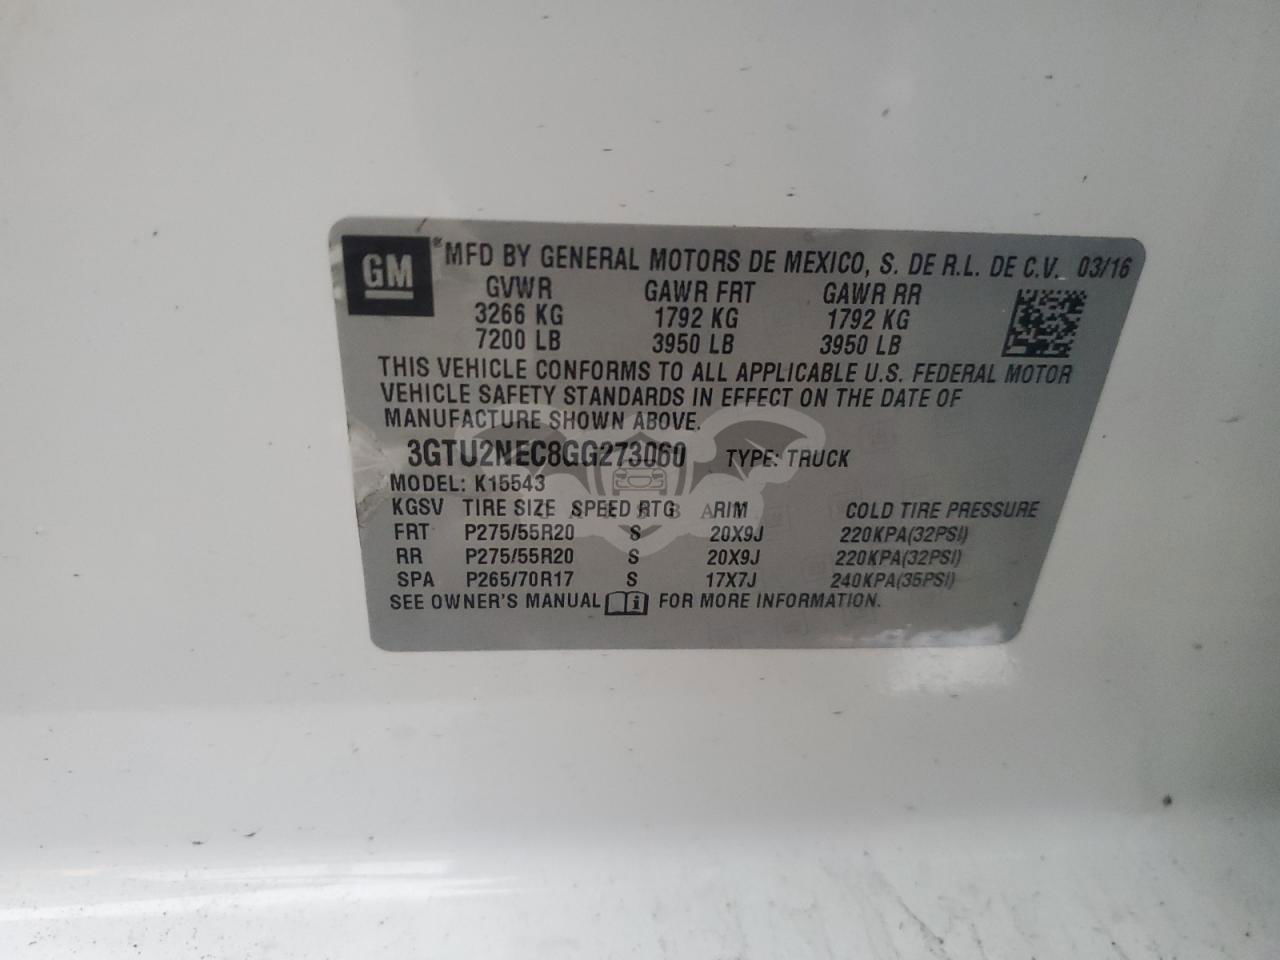 GM
®
MFD BY GENERAL MOTORS DE MEXICO, S. DE R.L. DE C.V. 03/16
GVWR GAWR FRT GAWR RR
3266 KG 1792 KG 1792 KG
7200 LB 3950 LB 3950 LB
THIS VEHICLE CONFORMS TO ALL APPLICABLE U.S. FEDERAL MOTOR
VEHICLE SAFETY STANDARDS IN EFFECT ON THE DATE OF
MANUFACTURE SHOWN ABOVE.
3GTU2NEC8GG273060 TYPE: TRUCK
MODEL: K15543
KGSV TIRE SIZE SPEED RTG RIM COLD TIRE PRESSURE
FRT P275/55R20 S 20X9J 220KPA(32PSI)
RR P275/55R20 S 20X9J 220KPA(32PSI)
SPA P265/70R17 S 17X7J 240KPA(35PSI)
SEE OWNER'S MANUAL i FOR MORE INFORMATION.